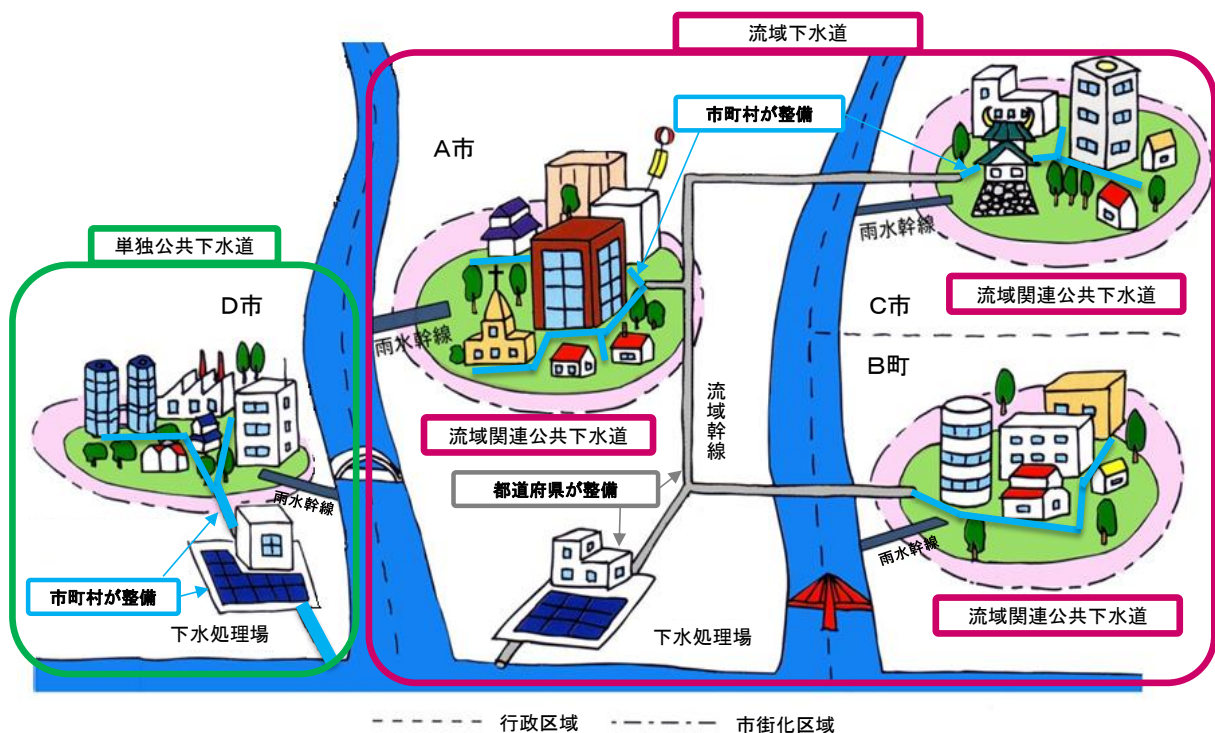 流域下水道
市町村が整備
A市
単独公共下水道
D市
雨水幹線
雨水幹線
流域関連公共下水道
C市
B町
流域幹線
流域関連公共下水道
都道府県が整備
雨水幹線
雨水幹線
市町村が整備
流域関連公共下水道
下水処理場
下水処理場
行政区域
市街化区域